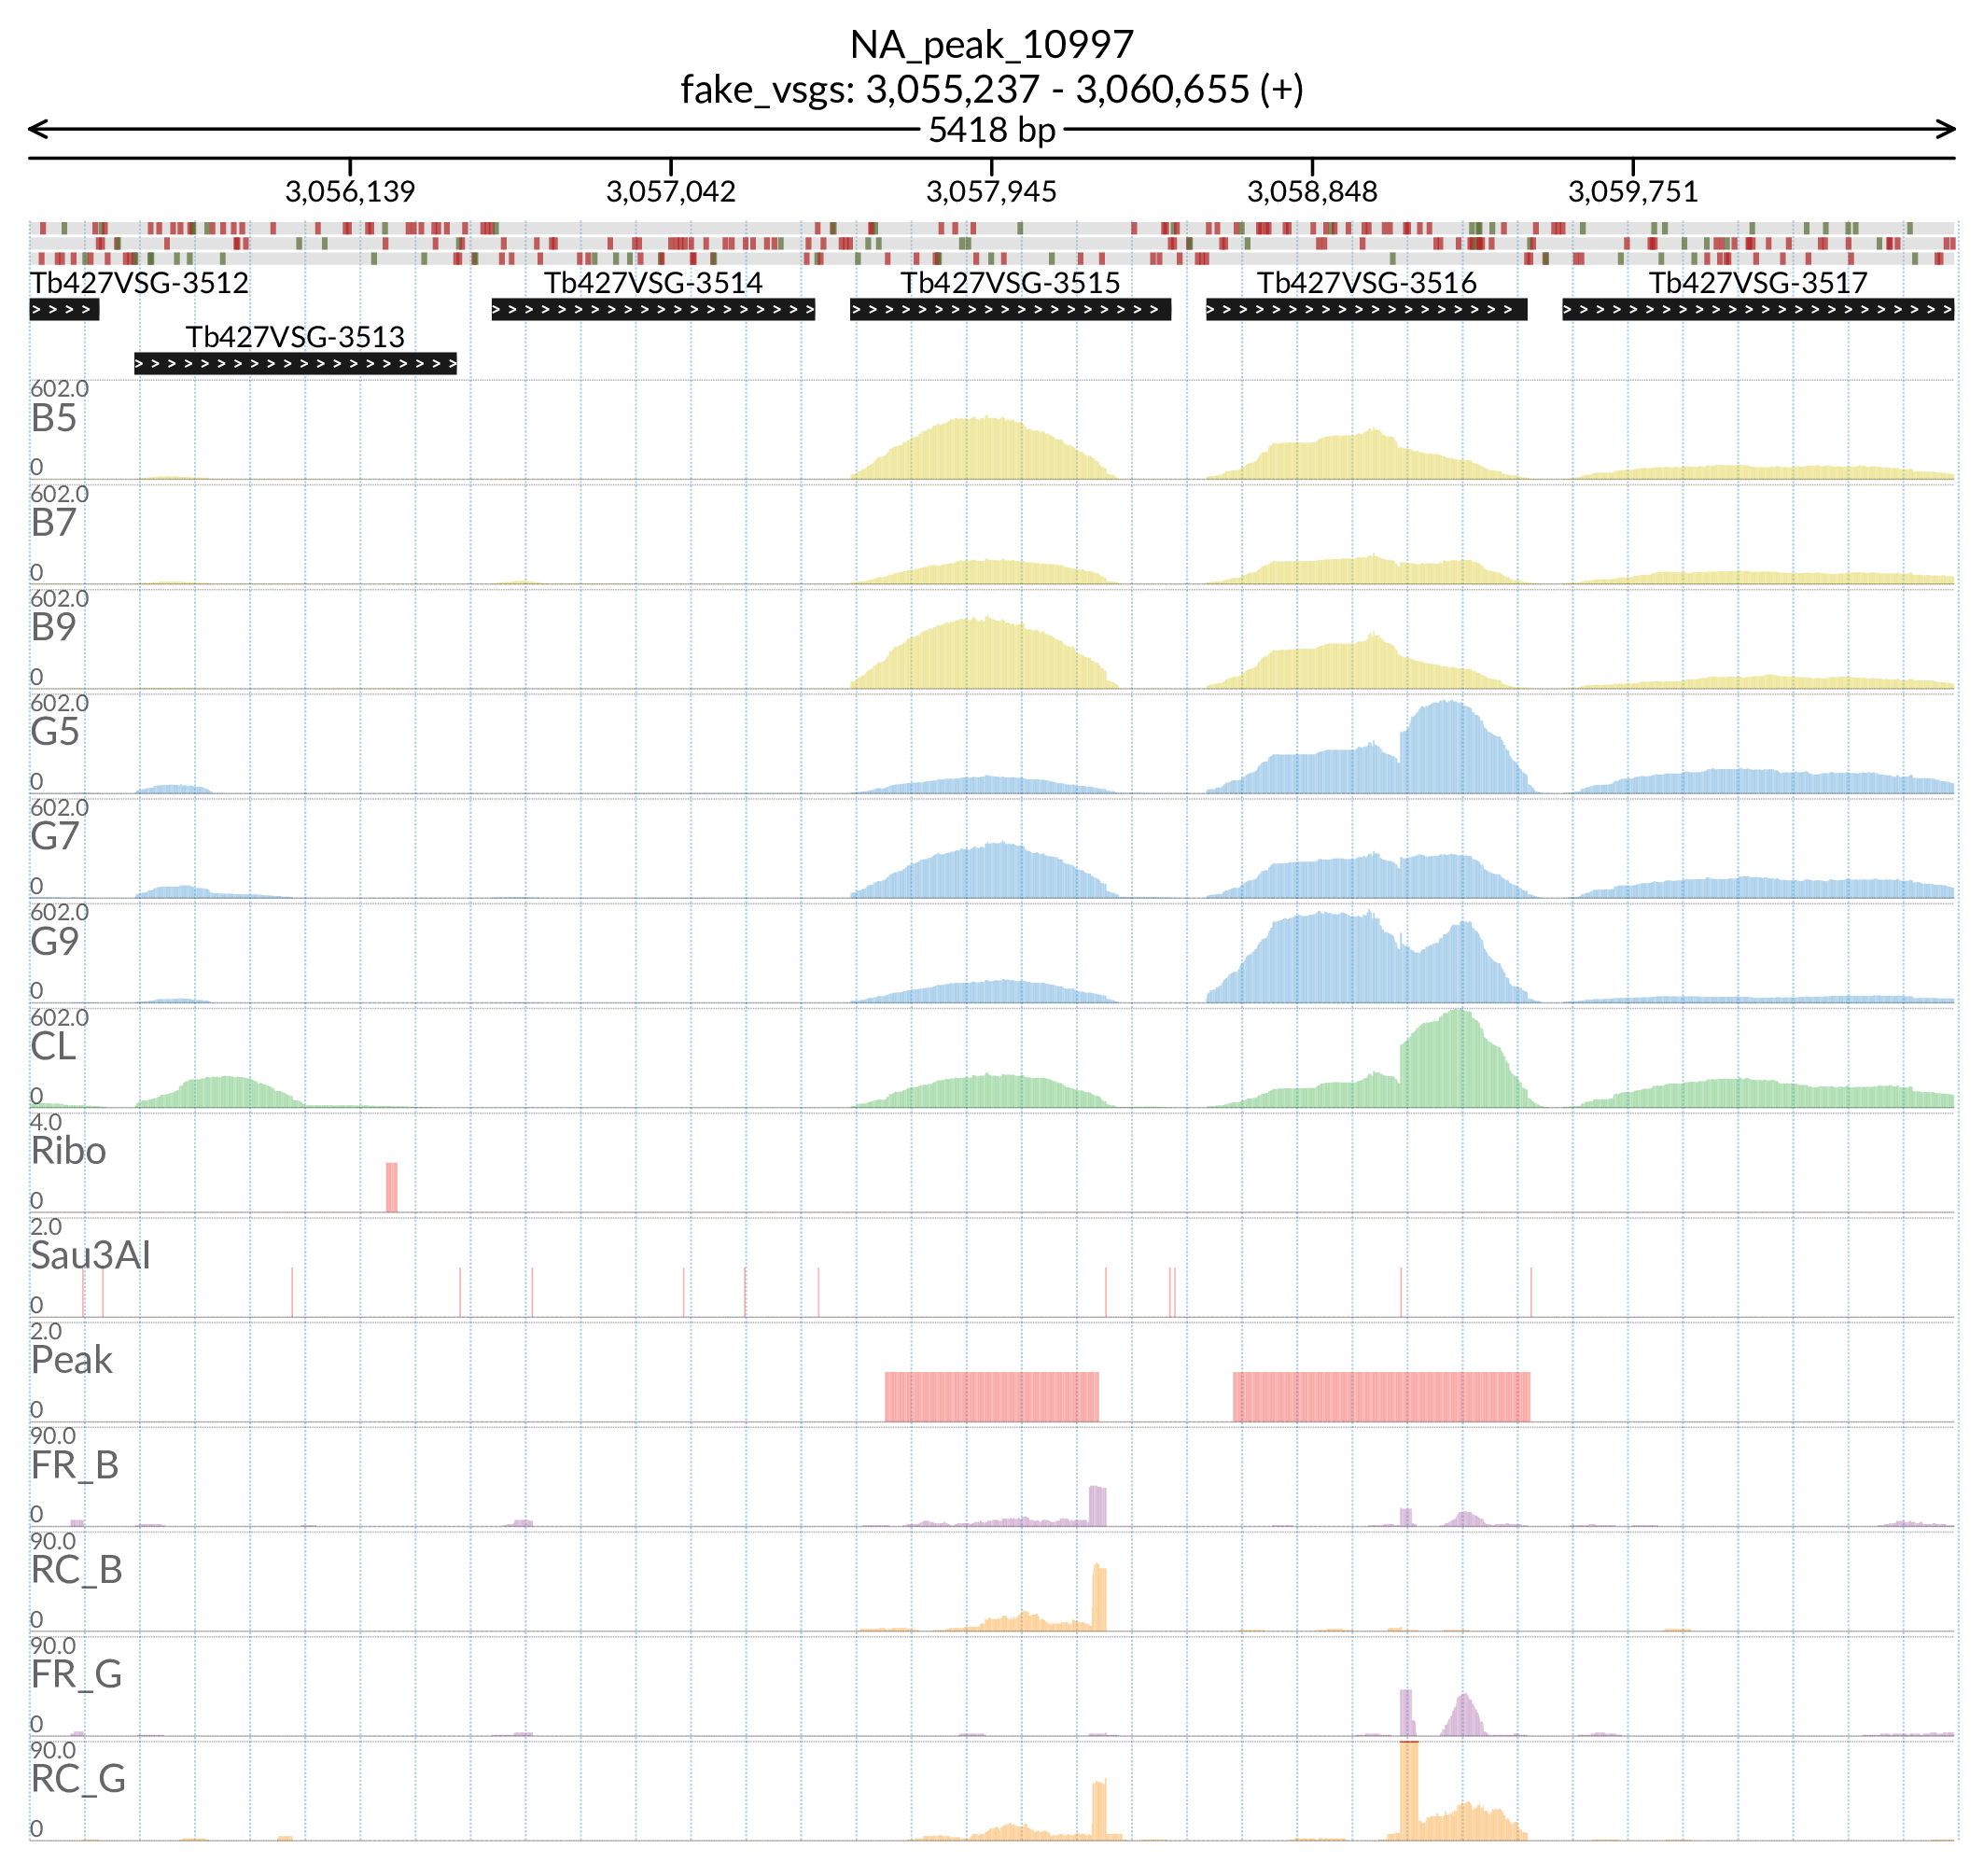 NA_peak_10997
fake_vsgs: 3,055,237 - 3,060,655 (+)
5418 bp
3,056,139 3,057,042 3,057,945 3,058,848 3,059,751
Tb427VSG-3512 Tb427VSG-3514 Tb427VSG-3515 Tb427VSG-3516 Tb427VSG-3517
Tb427VSG-3513
602.0
B5
0
602.0
B7
0
602.0
B9
0
602.0
G5
0
602.0
G7
0
602.0
G9
0
602.0
CL
0
4.0
Ribo
0
2.0
Sau3AI
0
2.0
Peak
0
90.0
FR_B
0
90.0
RC_B
0
90.0
FR_G
0
90.0
RC_G
0